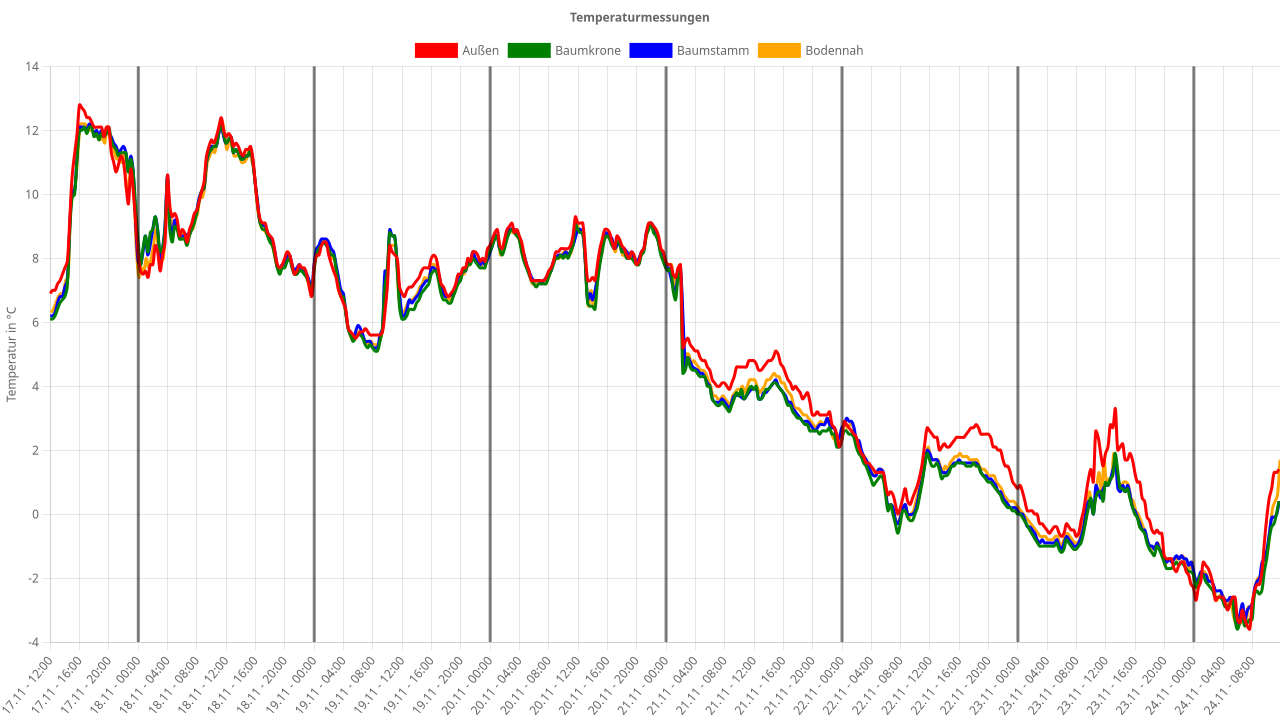 Temperaturmessungen
Außen Baumkrone Baumstamm Bodennah
Temperatur in °C
14
12
10
8
6
4
2
0
-2
-4
17.11 - 12:00
17.11 - 16:00
17.11 - 20:00
18.11 - 00:00
18.11 - 04:00
18.11 - 08:00
18.11 - 12:00
18.11 - 16:00
18.11 - 20:00
19.11 - 00:00
19.11 - 04:00
19.11 - 08:00
19.11 - 12:00
19.11 - 16:00
19.11 - 20:00
20.11 - 00:00
20.11 - 04:00
20.11 - 08:00
20.11 - 12:00
20.11 - 16:00
20.11 - 20:00
21.11 - 00:00
21.11 - 04:00
21.11 - 08:00
21.11 - 12:00
21.11 - 16:00
21.11 - 20:00
22.11 - 00:00
22.11 - 04:00
22.11 - 08:00
22.11 - 12:00
22.11 - 16:00
22.11 - 20:00
23.11 - 00:00
23.11 - 04:00
23.11 - 08:00
23.11 - 12:00
23.11 - 16:00
23.11 - 20:00
24.11 - 00:00
24.11 - 04:00
24.11 - 08:00